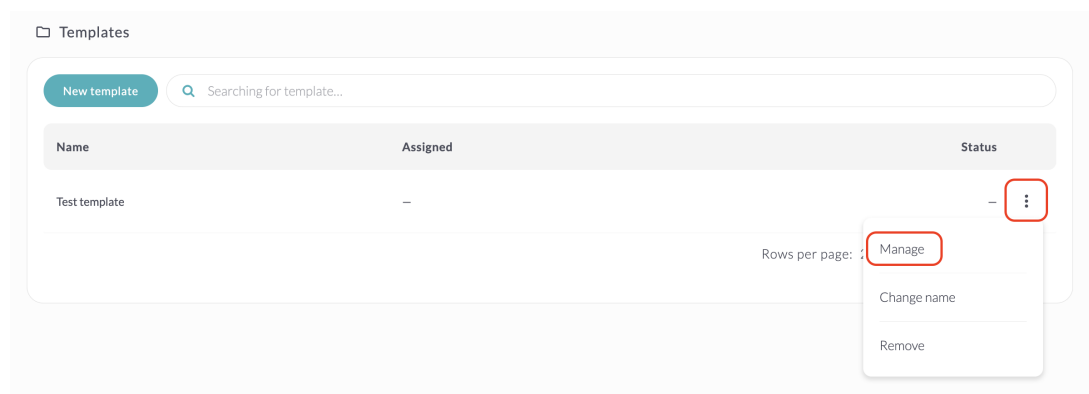 Templates
New template
Searching for template...
Name Assigned Status
Test template – –
Rows per page:
Manage
Change name
Remove